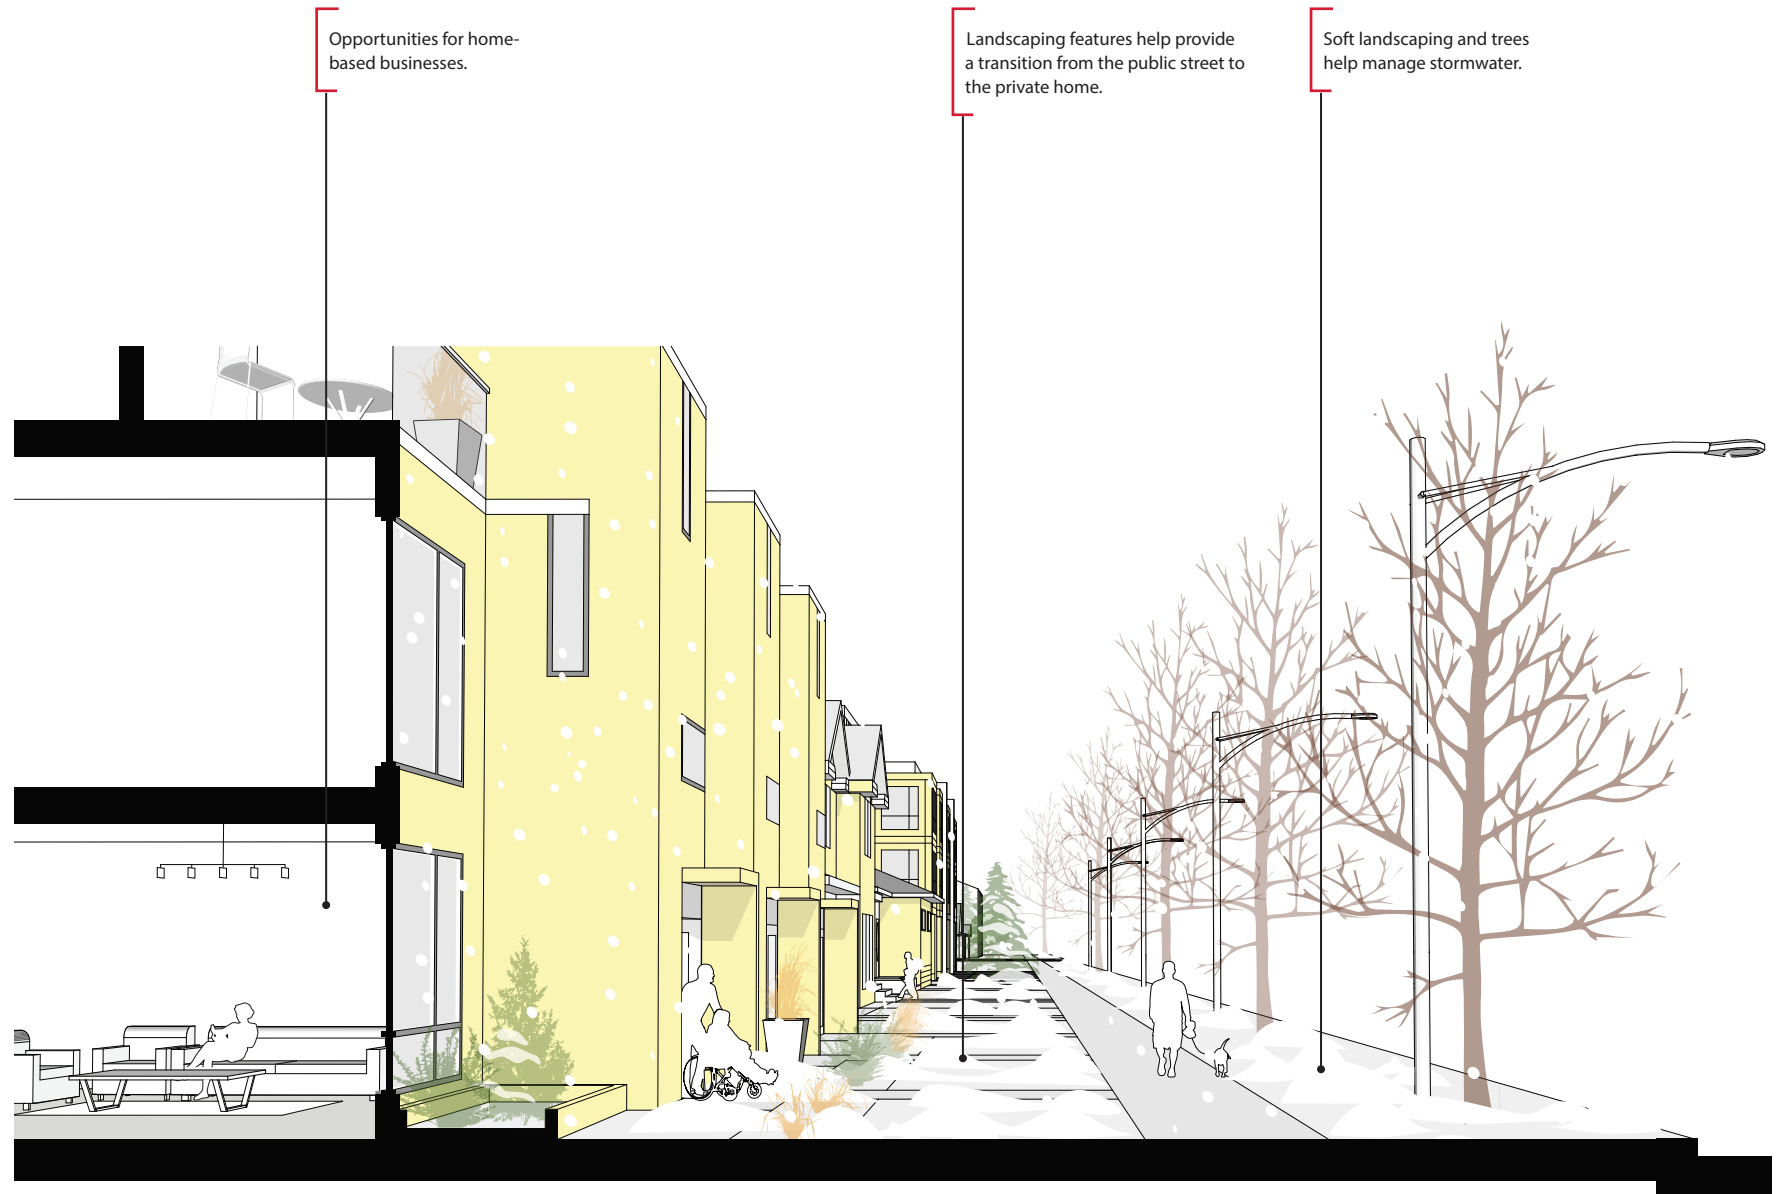 Opportunities for home-
based businesses.
Landscaping features help provide
a transition from the public street to
the private home.
Soft landscaping and trees
help manage stormwater.